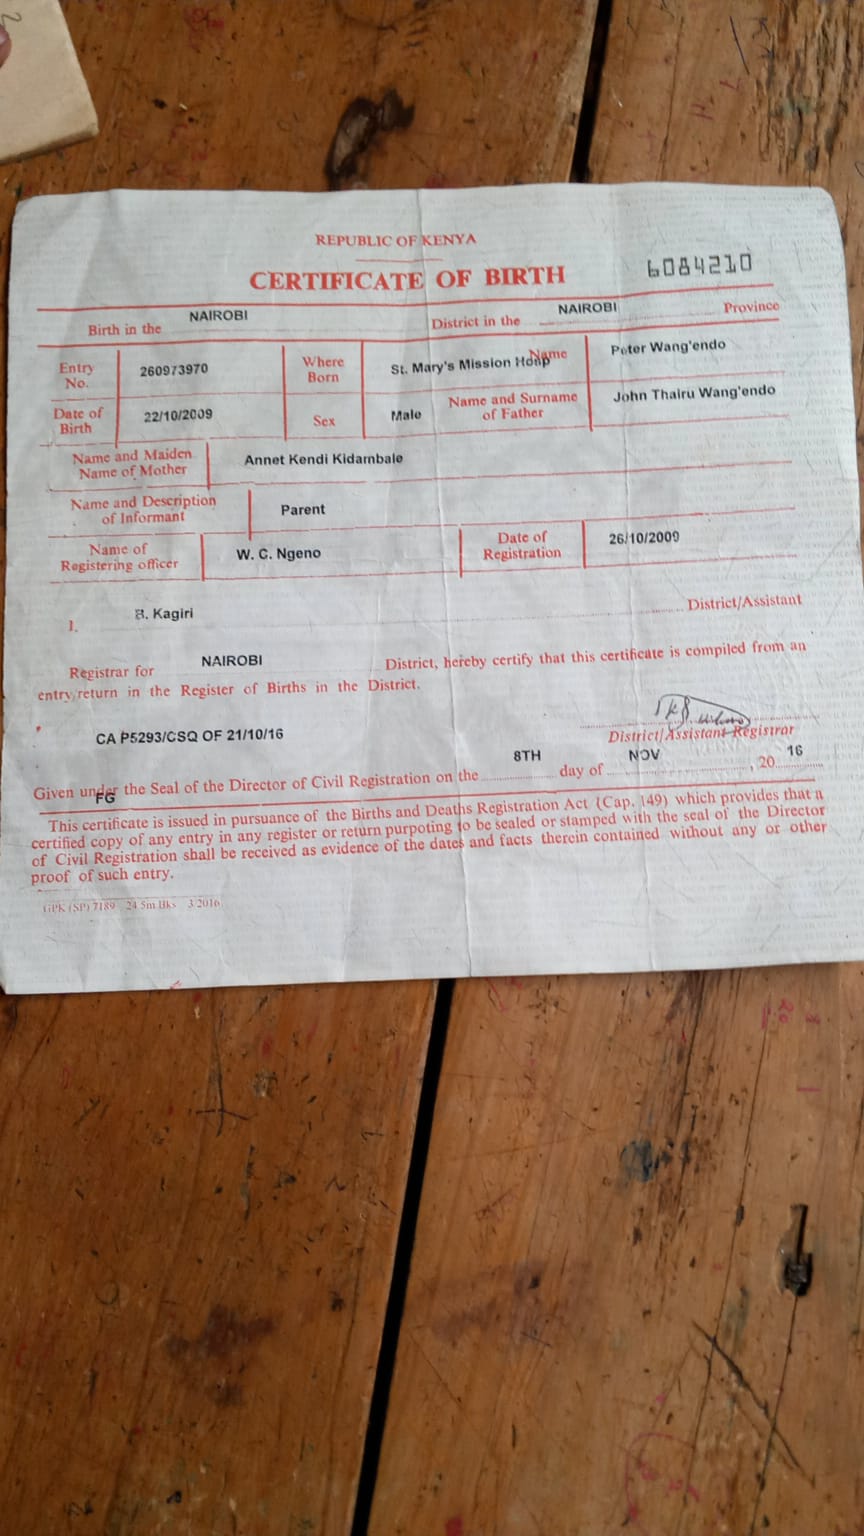 REPUBLIC OF KENYA
CERTIFICATE OF BIRTH
6084210
Birth in the NAIROBI District in the NAIROBI Province
Entry No. 260973970 Where Born St. Mary's Mission Hosp Name Peter Wang'endo
Date of Birth 22/10/2009 Sex Male Name and Surname of Father John Thairu Wang'endo
Name and Maiden Name of Mother Annet Kendi Kidambale
Name and Description of Informant Parent
Name of Registering officer W. C. Ngeno Date of Registration 26/10/2009
I. B. Kagiri District/Assistant
Registrar for NAIROBI District, hereby certify that this certificate is compiled from an
entry/return in the Register of Births in the District.
CA P5293/CSQ OF 21/10/16
District/Assistant Registrar
Given under the Seal of the Director of Civil Registration on the 8TH day of NOV, 20 16
FG
This certificate is issued in pursuance of the Births and Deaths Registration Act (Cap. 149) which provides that a
certified copy of any entry in any register or return purpoting to be sealed or stamped with the seal of the Director
of Civil Registration shall be received as evidence of the dates and facts therein contained without any or other
proof of such entry.
GPK (SP) 7189 24.5m Bks 3/2016